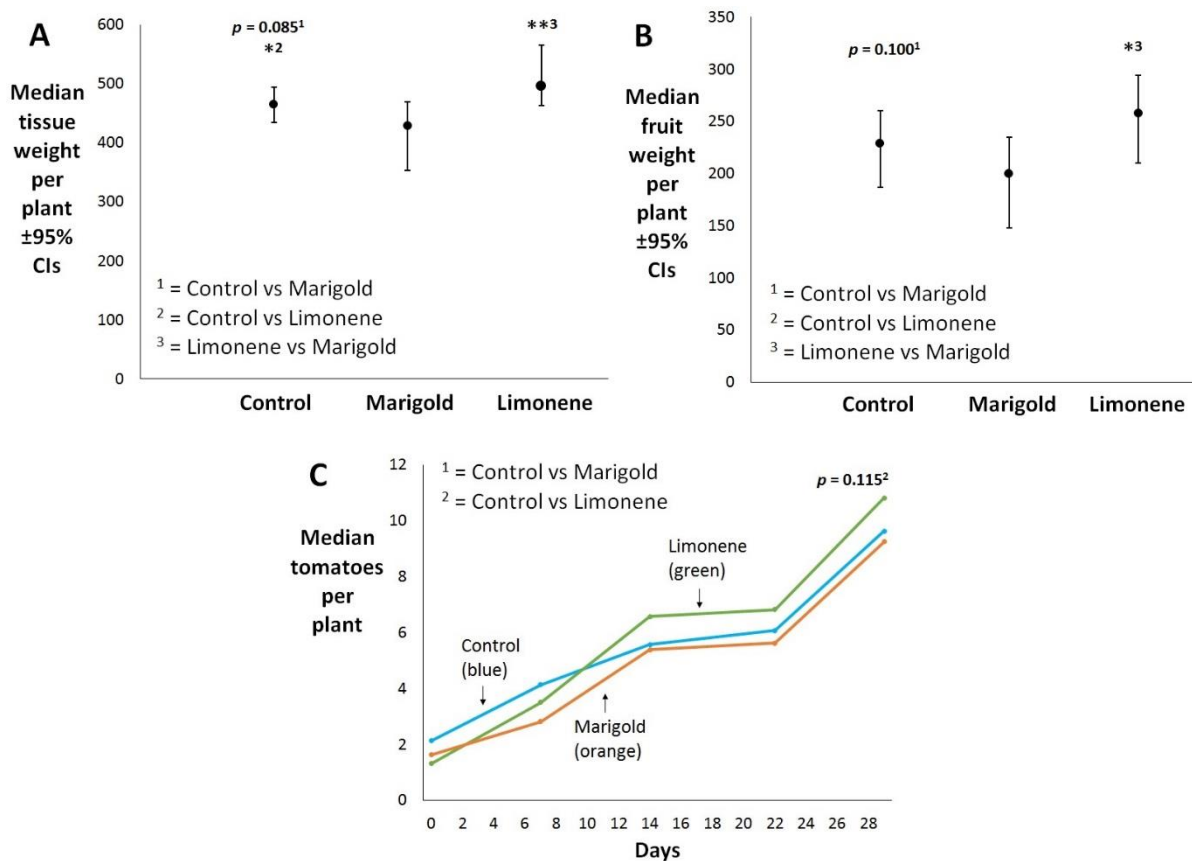 A
Median
tissue
weight
per
plant
±95%
CIs
600
500
400
300
200
100
0
p = 0.085¹
*²
**³
¹ = Control vs Marigold
² = Control vs Limonene
³ = Limonene vs Marigold
Control Marigold Limonene
B
Median
fruit
weight
per
plant
±95%
CIs
350
300
250
200
150
100
50
0
p = 0.100¹
*³
¹ = Control vs Marigold
² = Control vs Limonene
³ = Limonene vs Marigold
Control Marigold Limonene
C
Median
tomatoes
per
plant
12
10
8
6
4
2
0
¹ = Control vs Marigold
² = Control vs Limonene
p = 0.115²
Limonene
(green)
Control
(blue)
Marigold
(orange)
0 2 4 6 8 10 12 14 16 18 20 22 24 26 28
Days